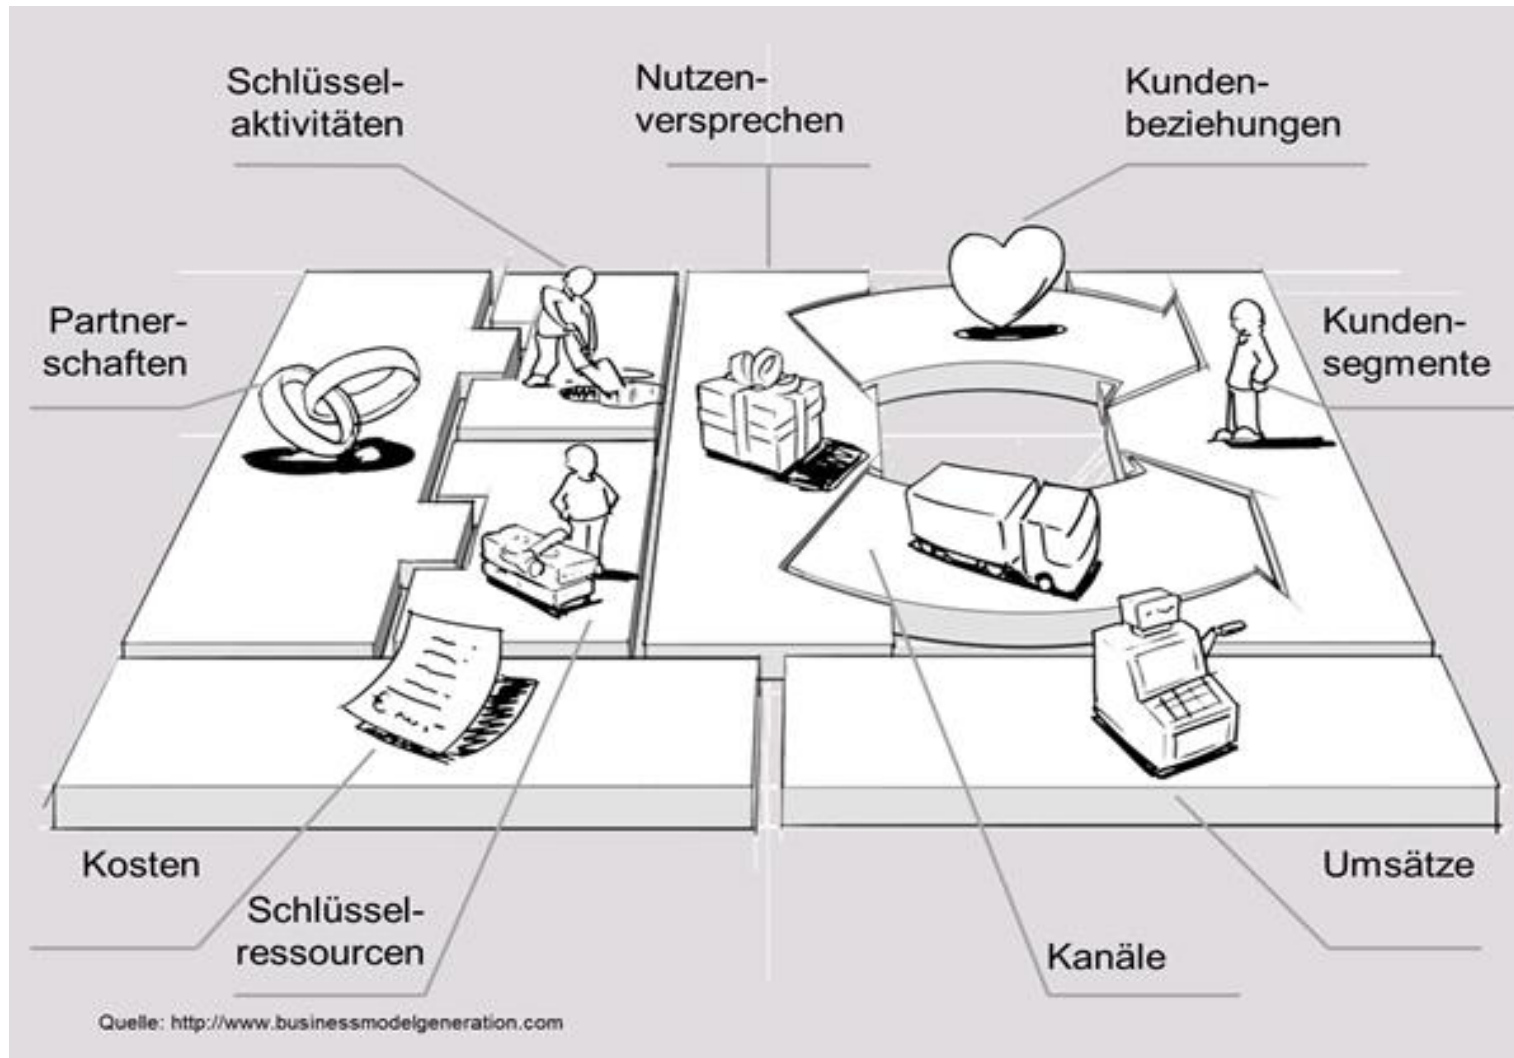 Schlüssel-
aktivitäten
Nutzen-
versprechen
Kunden-
beziehungen
Partner-
schaften
Kunden-
segmente
Kosten
Schlüssel-
ressourcen
Kanäle
Umsätze
Quelle: http://www.businessmodelgeneration.com